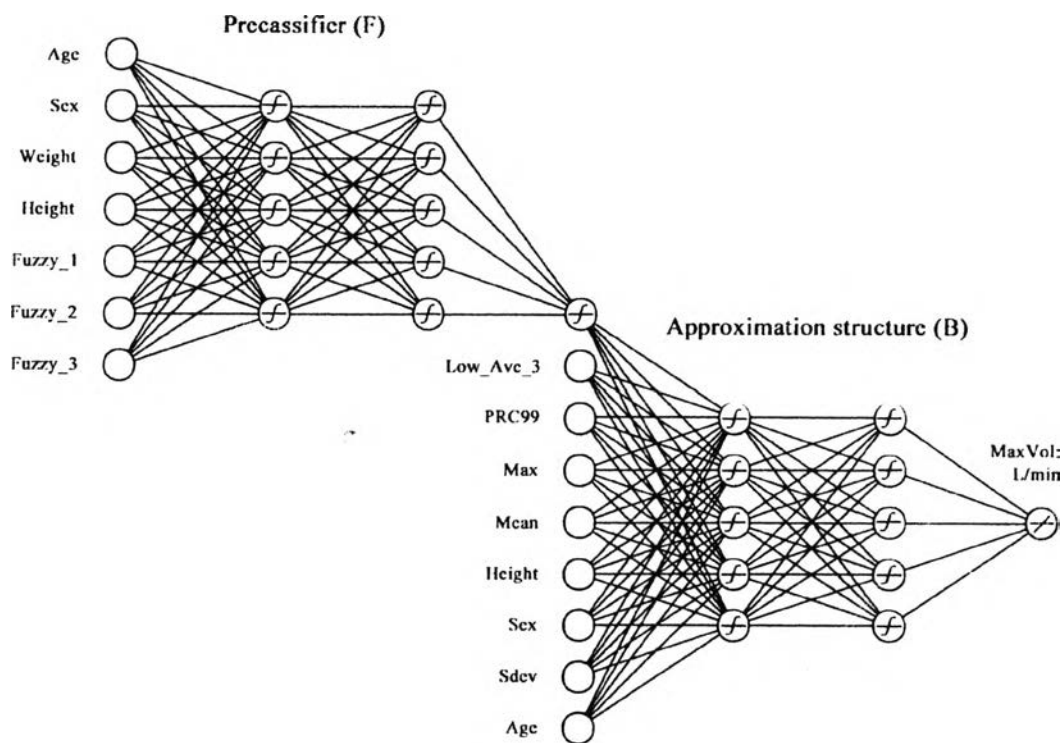 Precassifier (F)
Age
Sex
Weight
Height
Fuzzy_1
Fuzzy_2
Fuzzy_3
Approximation structure (B)
Low_Ave_3
PRC99
Max
Mean
Height
Sex
Sdev
Age
MaxVol:
L/min